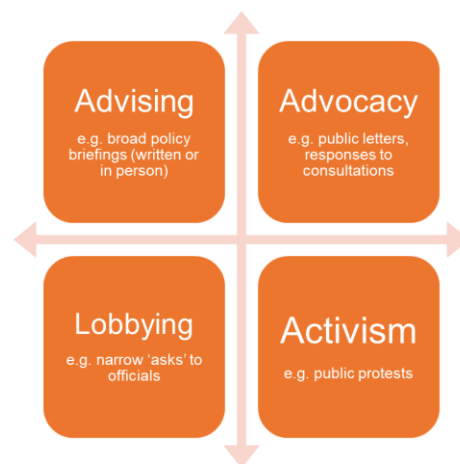 Advising
e.g. broad policy
briefings (written or
in person)
Advocacy
e.g. public letters,
responses to
consultations
Lobbying
e.g. narrow ‘asks’ to
officials
Activism
e.g. public protests